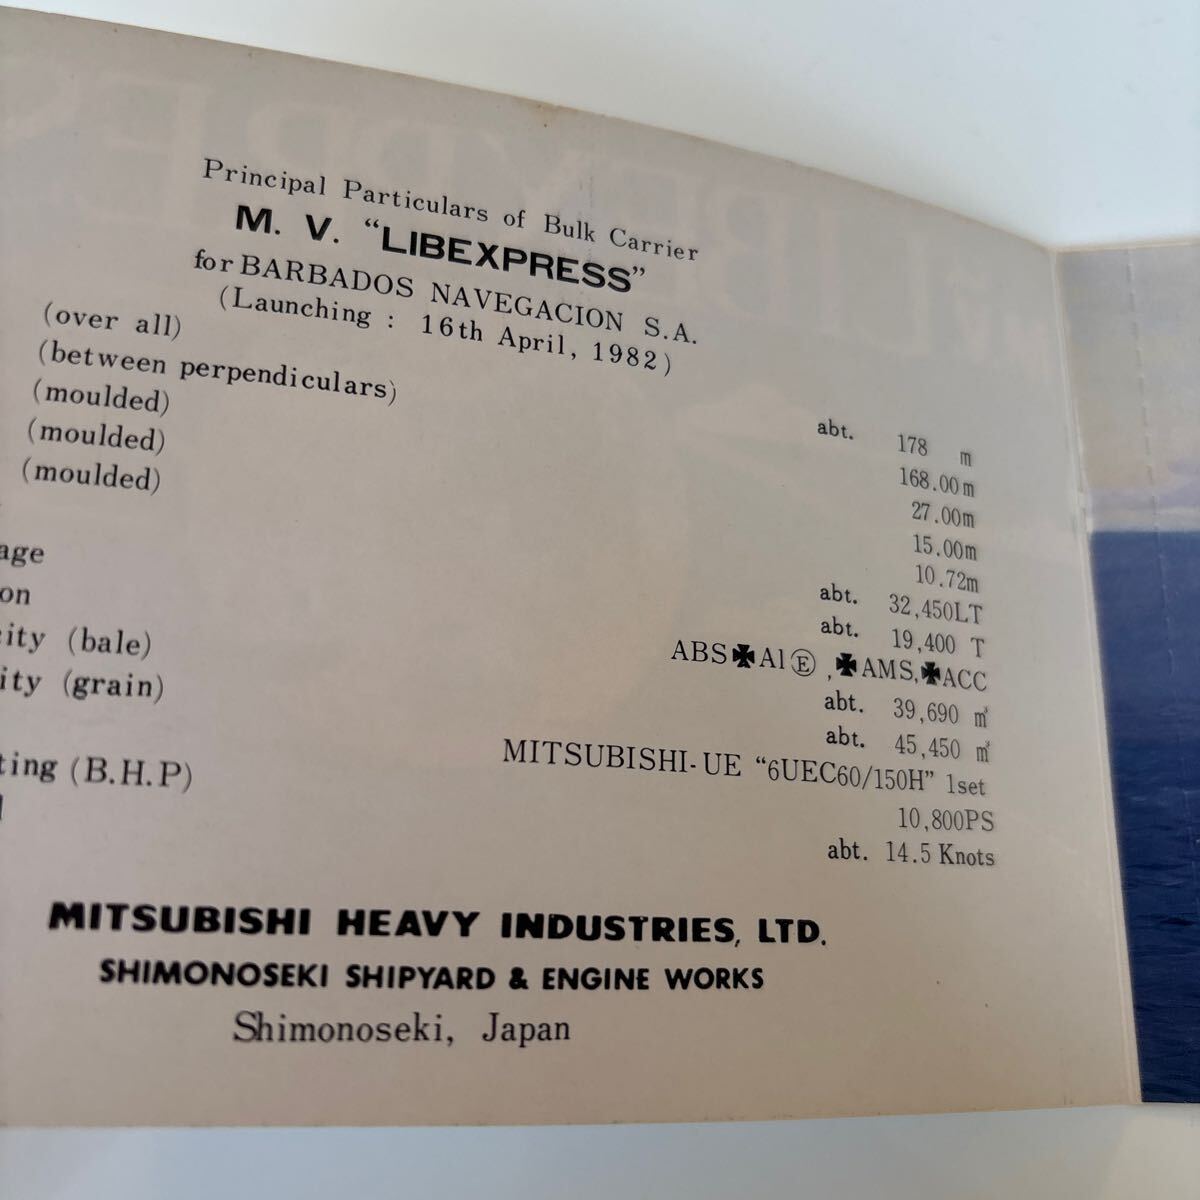 Principal Particulars of Bulk Carrier
M. V. “LIBEXPRESS”
for BARBADOS NAVEGACION S.A.
(Launching : 16th April, 1982)
(over all) abt. 178 m
(between perpendiculars) 168.00m
(moulded) 27.00m
(moulded) 15.00m
(moulded) 10.72m
abt. 32,450LT
age abt. 19,400 T
on ABS✠A1Ⓔ,✠AMS,✠ACC
city (bale) abt. 39,690 ㎥
ity (grain) abt. 45,450 ㎥
MITSUBISHI-UE “6UEC60/150H” 1set
ting (B.H.P) 10,800PS
abt. 14.5 Knots
MITSUBISHI HEAVY INDUSTRIES, LTD.
SHIMONOSEKI SHIPYARD & ENGINE WORKS
Shimonoseki, Japan